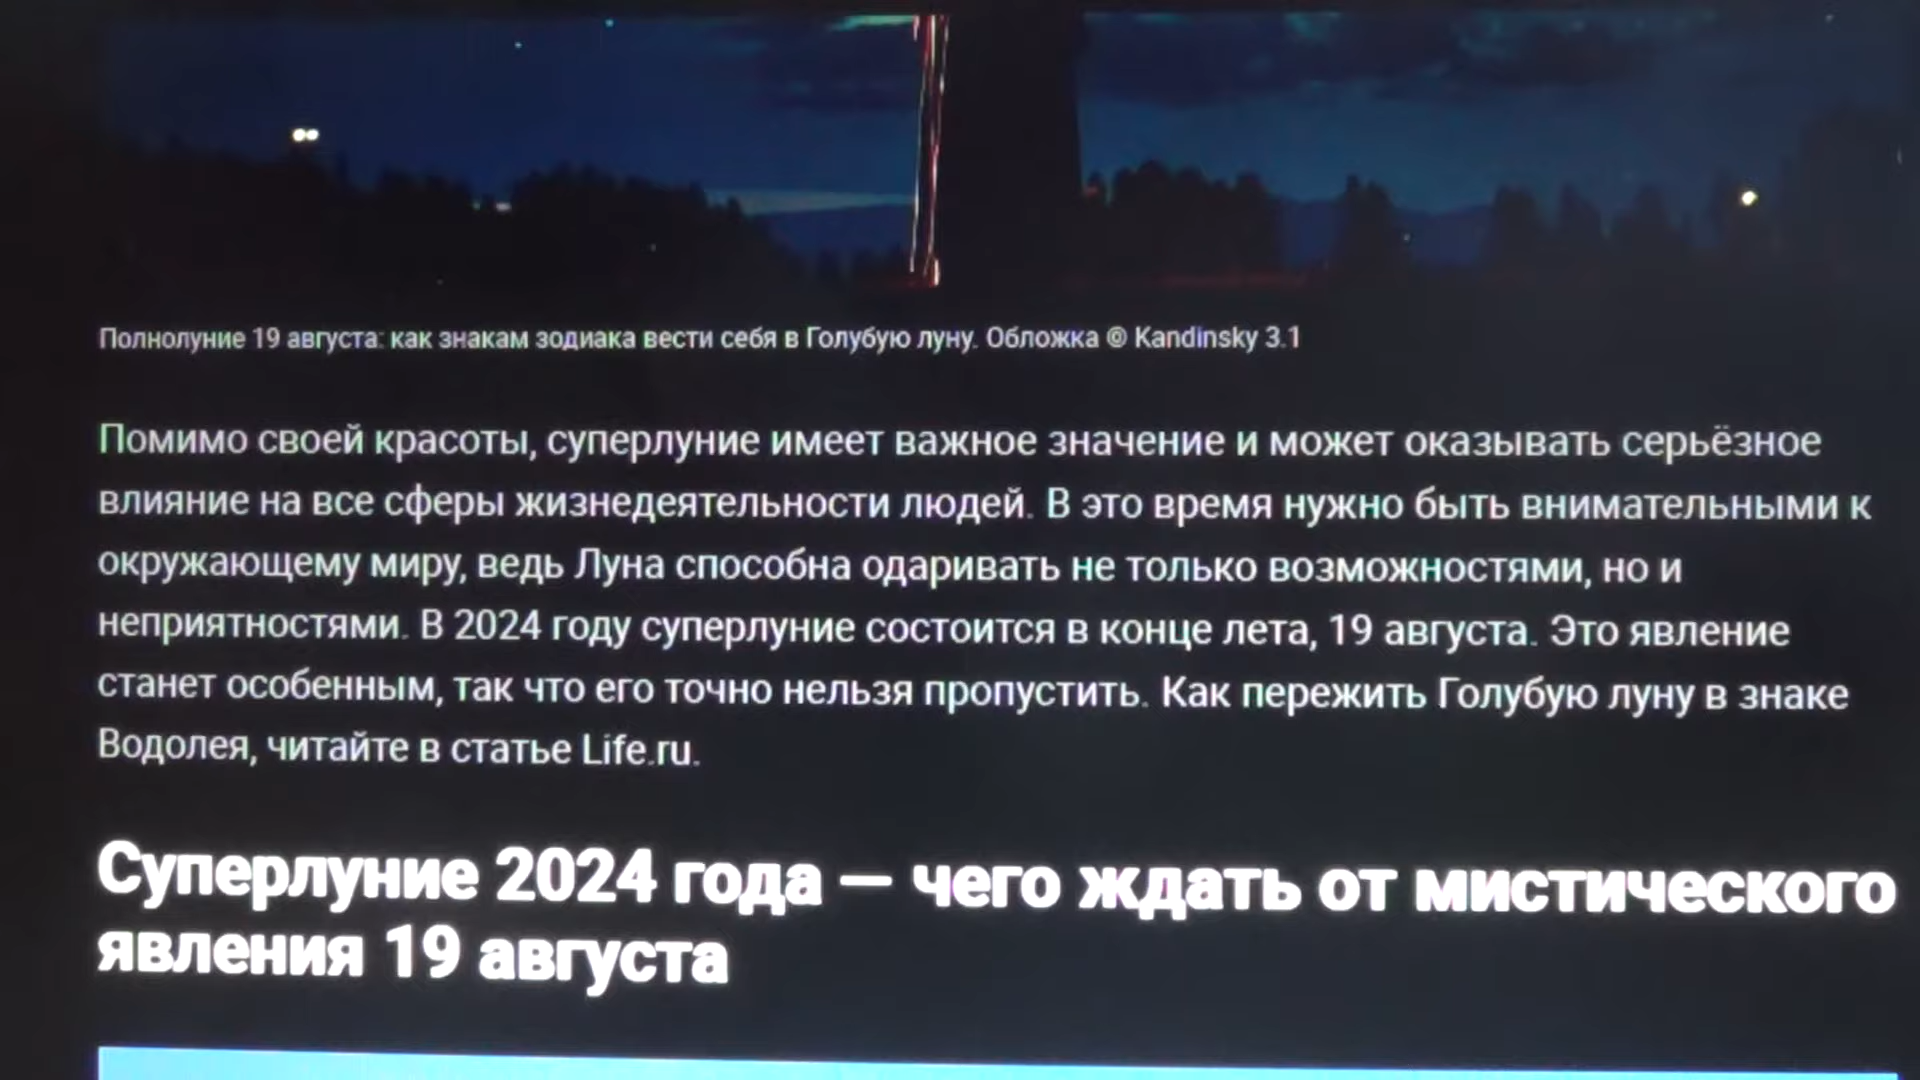 Полнолуние 19 августа: как знакам зодиака вести себя в Голубую луну. Обложка © Kandinsky 3.1
Помимо своей красоты, суперлуние имеет важное значение и может оказывать серьёзное
влияние на все сферы жизнедеятельности людей. В это время нужно быть внимательными к
окружающему миру, ведь Луна способна одаривать не только возможностями, но и
неприятностями. В 2024 году суперлуние состоится в конце лета, 19 августа. Это явление
станет особенным, так что его точно нельзя пропустить. Как пережить Голубую луну в знаке
Водолея, читайте в статье Life.ru.
Суперлуние 2024 года — чего ждать от мистического
явления 19 августа